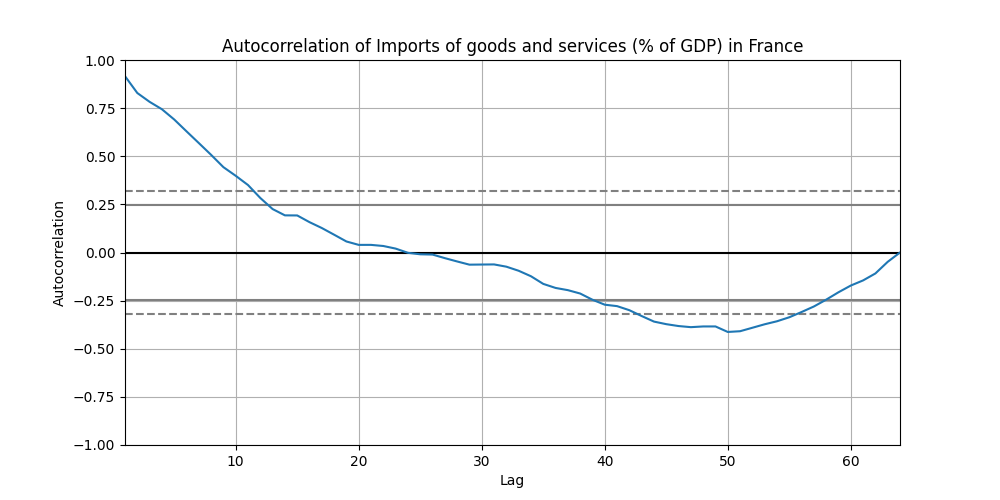 Autocorrelation of Imports of goods and services (% of GDP) in France
1.00
0.75
0.50
0.25
0.00
−0.25
−0.50
−0.75
−1.00
Autocorrelation
10 20 30 40 50 60
Lag